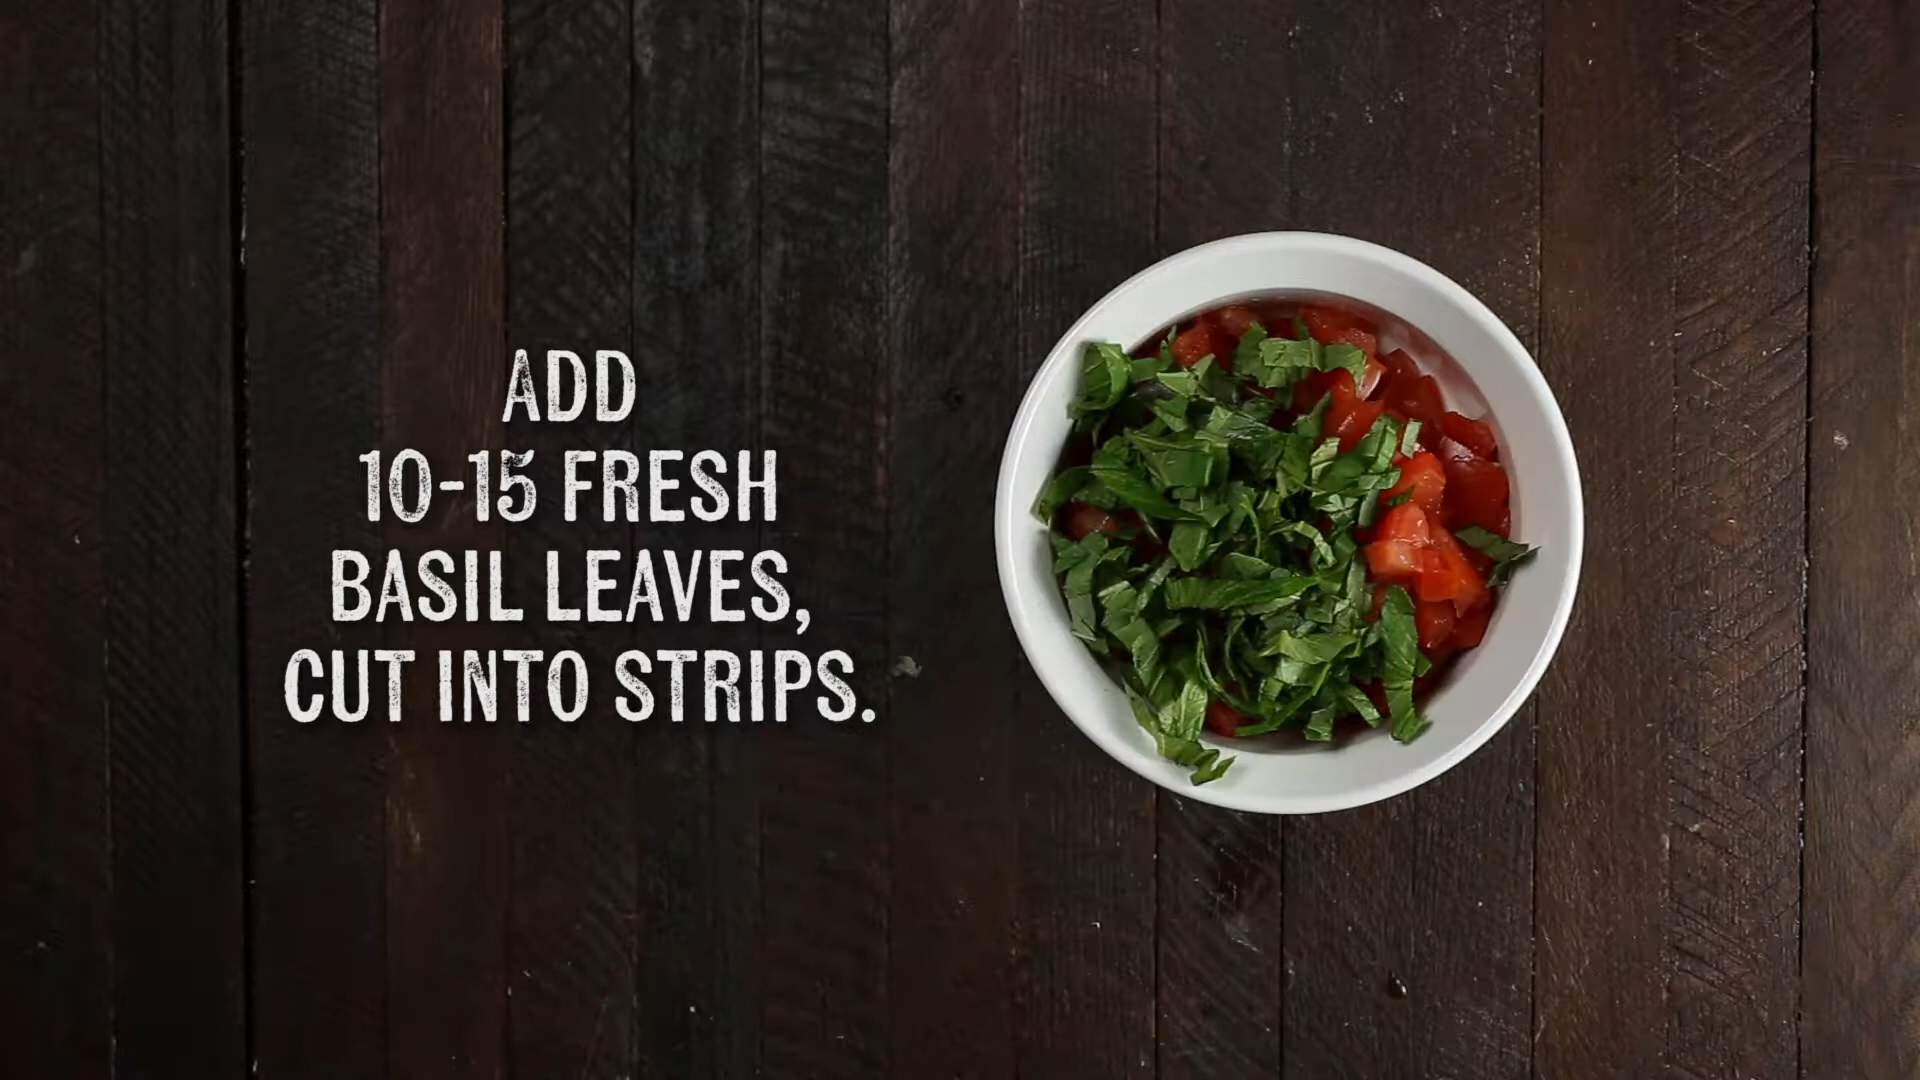 ADD
10-15 FRESH
BASIL LEAVES,
CUT INTO STRIPS.